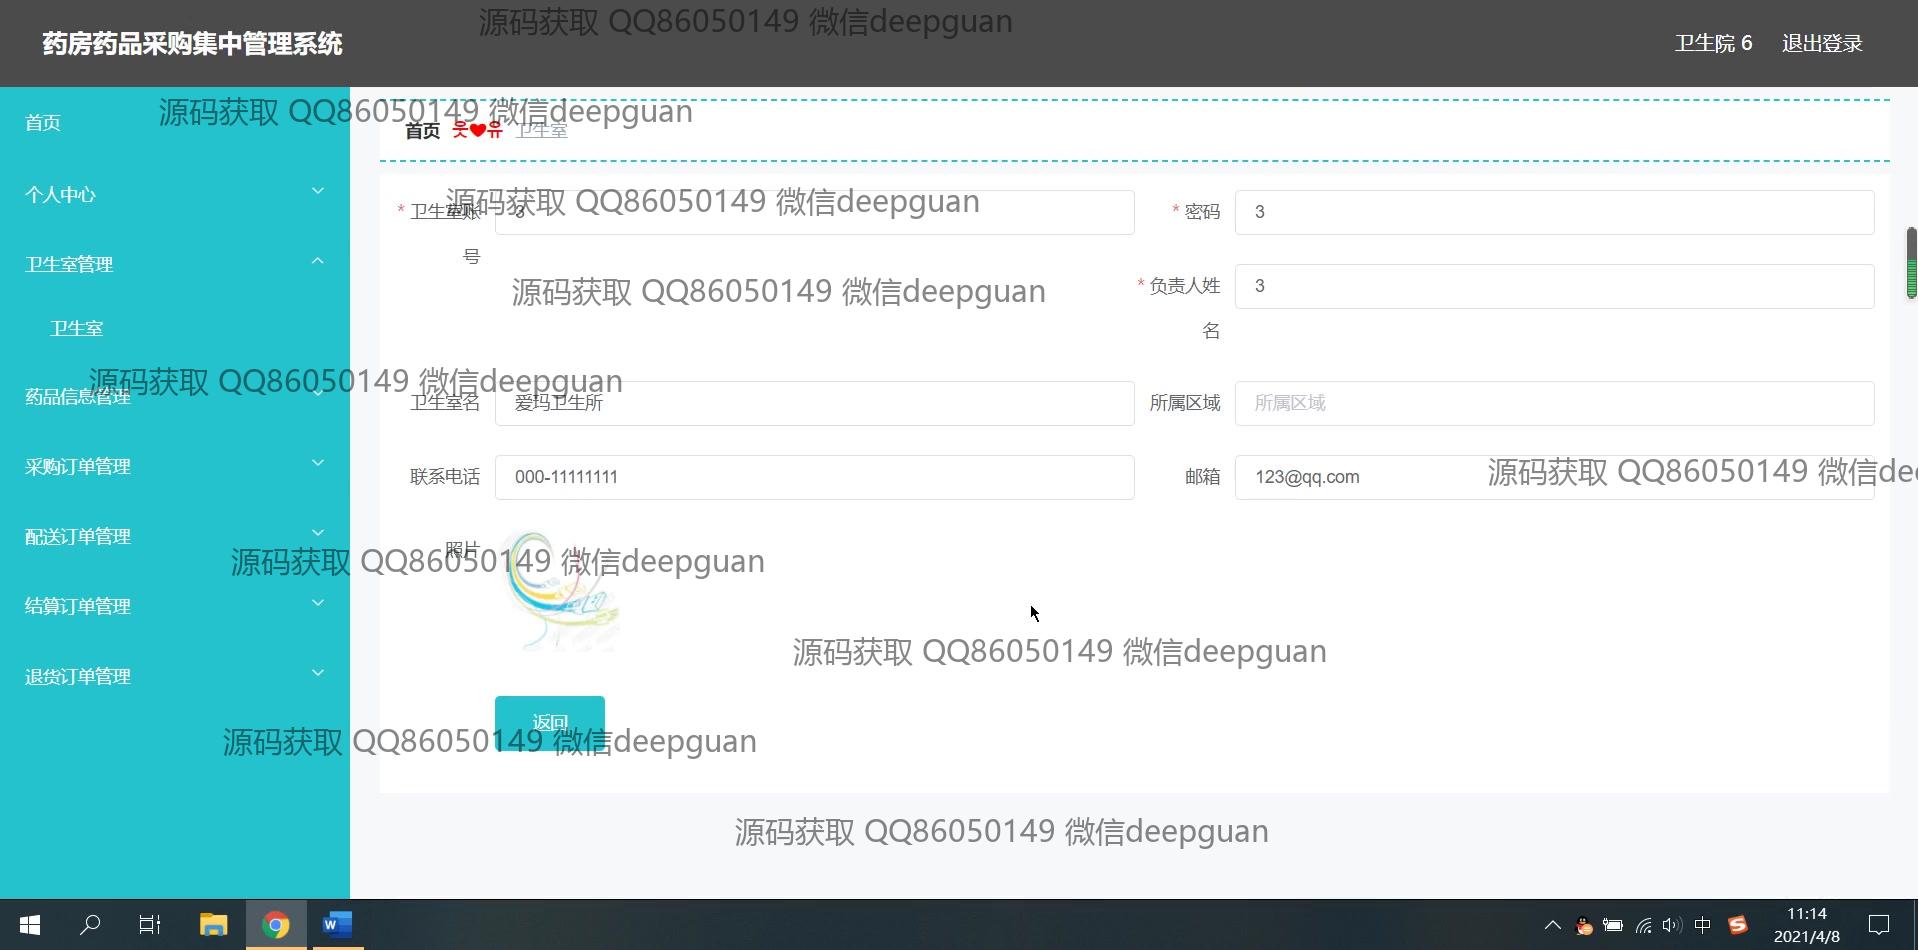 源码获取 QQ86050149 微信deepguan
药房药品采购集中管理系统
卫生院 6
退出登录
源码获取 QQ86050149 微信deepguan
首页
首页 웃❤유 卫生室
个人中心
源码获取 QQ86050149 微信deepguan
* 卫生室账号
3
* 密码
3
卫生室管理
源码获取 QQ86050149 微信deepguan
* 负责人姓名
3
卫生室
源码获取 QQ86050149 微信deepguan
药品信息管理
卫生室名
爱玛卫生所
所属区域
所属区域
采购订单管理
联系电话
000-11111111
邮箱
123@qq.com
源码获取 QQ86050149 微信dee
配送订单管理
照片
源码获取 QQ86050149 微信deepguan
结算订单管理
源码获取 QQ86050149 微信deepguan
退货订单管理
返回
源码获取 QQ86050149 微信deepguan
源码获取 QQ86050149 微信deepguan
中
11:14
2021/4/8